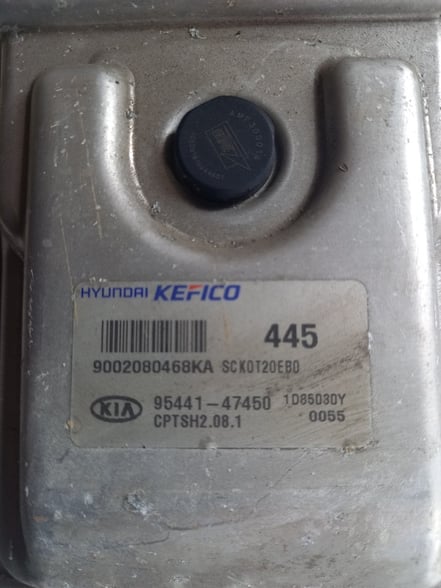 HYUNDAI KEFICO
445
9002080468KA SCK0T20EB0
KIA 95441-47450 1D8503DY
CPTSH2.08.1 0055